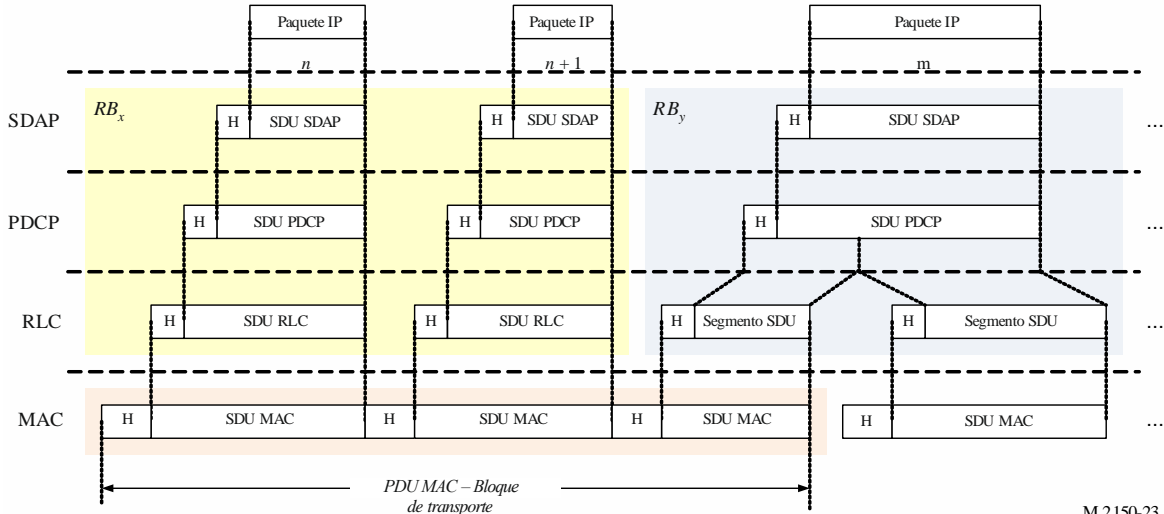 Paquete IP Paquete IP Paquete IP
n n + 1 m
RBx RBy
SDAP H SDU SDAP H SDU SDAP H SDU SDAP ...
PDCP H SDU PDCP H SDU PDCP H SDU PDCP ...
RLC H SDU RLC H SDU RLC H Segmento SDU H Segmento SDU ...
MAC H SDU MAC H SDU MAC H SDU MAC H SDU MAC ...
PDU MAC – Bloque
de transporte
M.2150-23